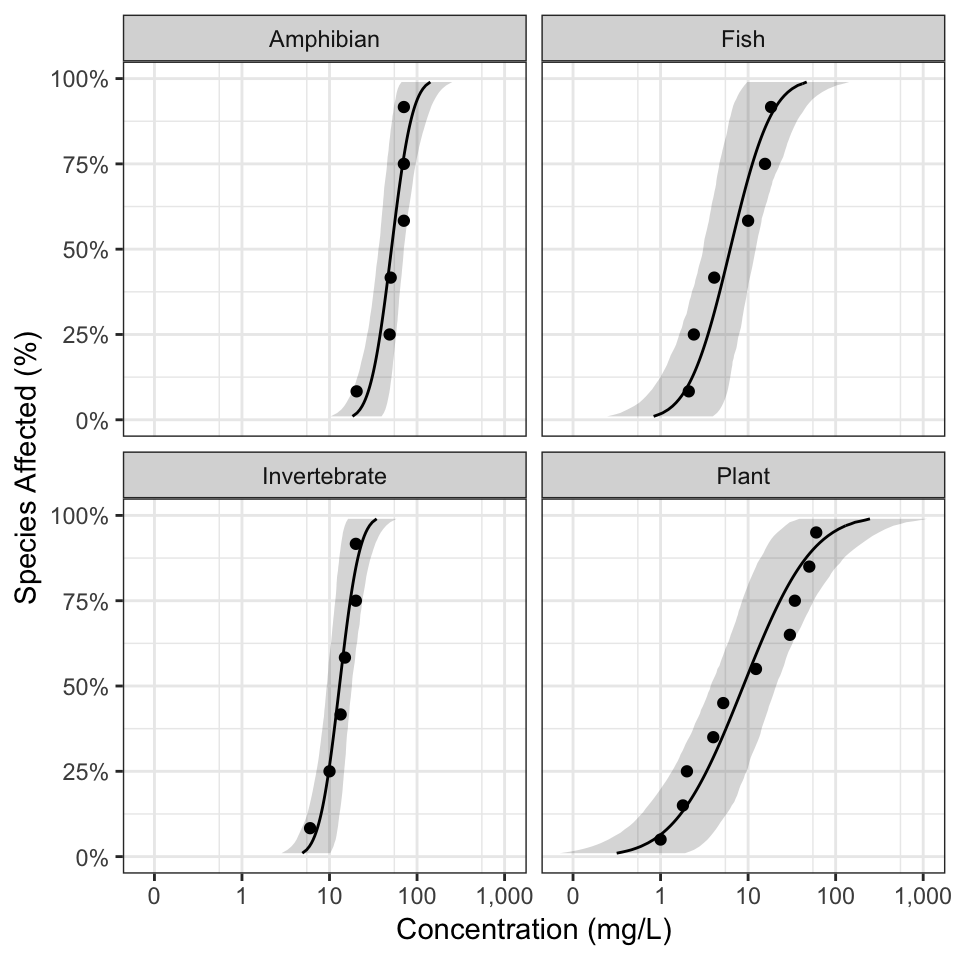 Amphibian
Fish
100%
75%
50%
25%
0%
Invertebrate
Plant
100%
75%
50%
25%
0%
0 1 10 100 1,000
0 1 10 100 1,000
Species Affected (%)
Concentration (mg/L)